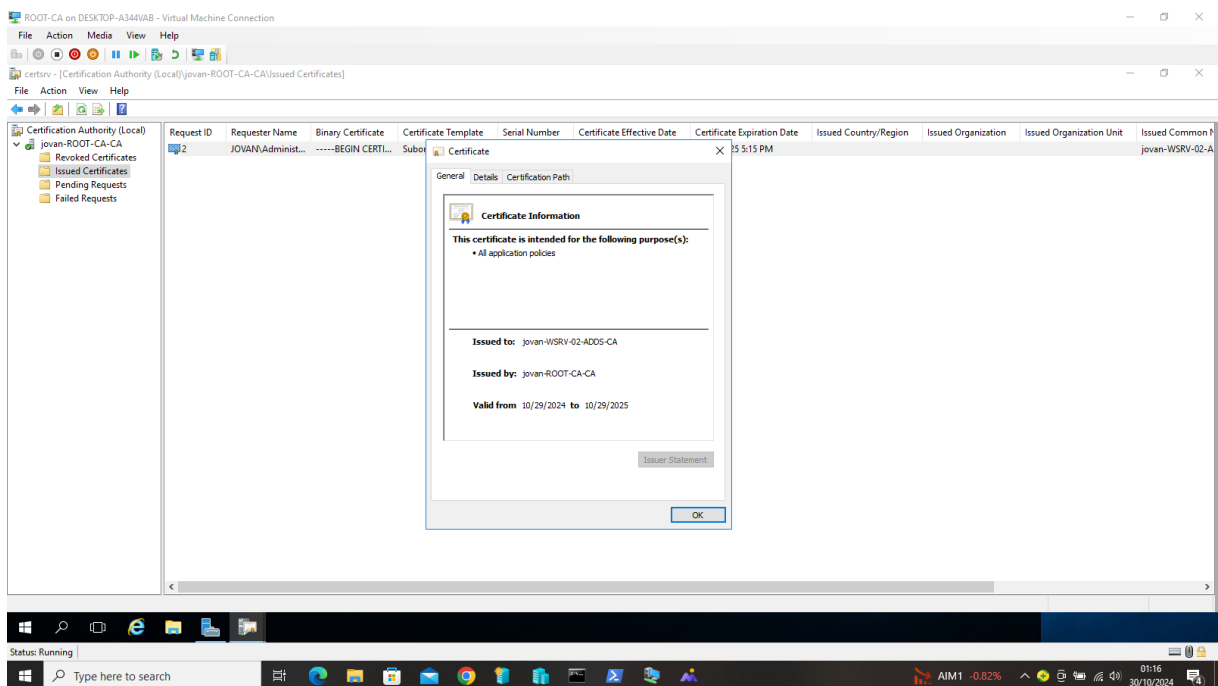 ROOT-CA on DESKTOP-A344VAB - Virtual Machine Connection
File Action Media View Help
certsrv - [Certification Authority (Local)\jovan-ROOT-CA-CA\Issued Certificates]
File Action View Help
Certification Authority (Local)
jovan-ROOT-CA-CA
Revoked Certificates
Issued Certificates
Pending Requests
Failed Requests
Request ID Requester Name Binary Certificate Certificate Template Serial Number Certificate Effective Date Certificate Expiration Date Issued Country/Region Issued Organization Issued Organization Unit Issued Common N
2 JOVAN\Administ... -----BEGIN CERTI... Subor 25 5:15 PM jovan-WSRV-02-A
Certificate
General Details Certification Path
Certificate Information
This certificate is intended for the following purpose(s):
• All application policies
Issued to: jovan-WSRV-02-ADDS-CA
Issued by: jovan-ROOT-CA-CA
Valid from 10/29/2024 to 10/29/2025
Issuer Statement
OK
Status: Running
Type here to search
AIM1 -0.82%
01:16
30/10/2024